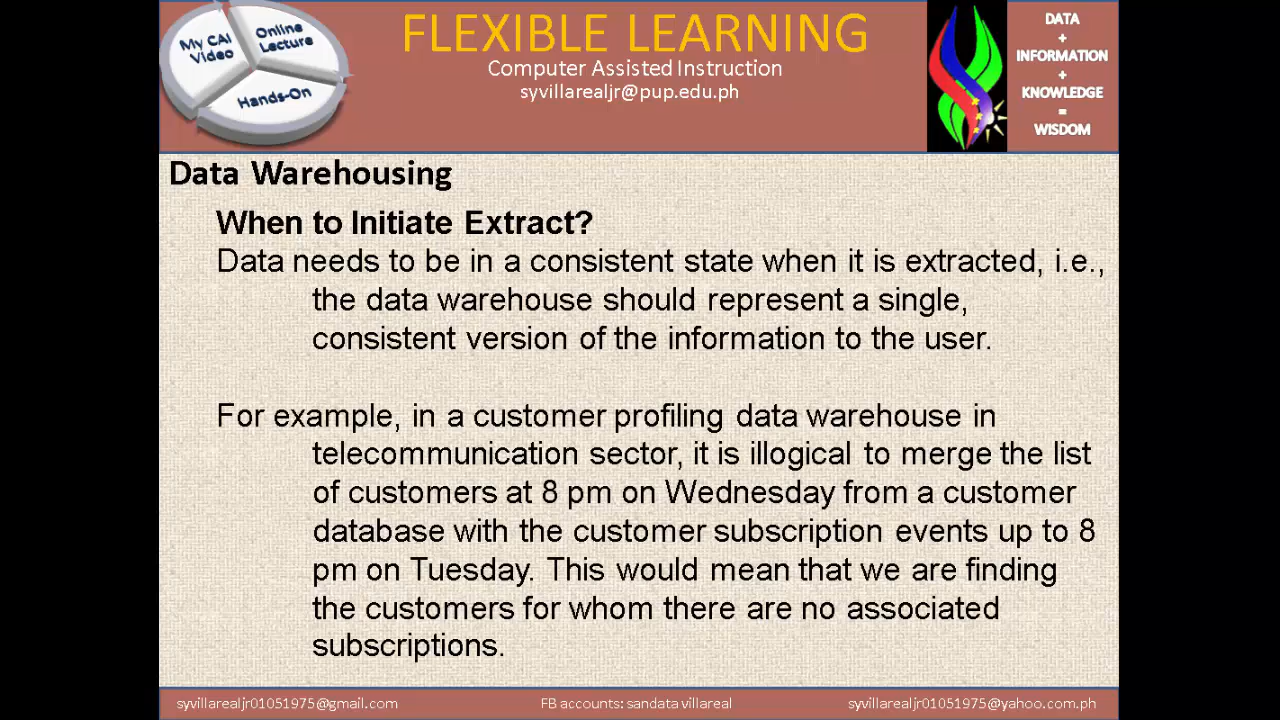 My CAI
Video
Online
Lecture
Hands-On
FLEXIBLE LEARNING
Computer Assisted Instruction
syvillarealjr@pup.edu.ph
DATA
+
INFORMATION
+
KNOWLEDGE
=
WISDOM
Data Warehousing
When to Initiate Extract?
Data needs to be in a consistent state when it is extracted, i.e.,
the data warehouse should represent a single,
consistent version of the information to the user.
For example, in a customer profiling data warehouse in
telecommunication sector, it is illogical to merge the list
of customers at 8 pm on Wednesday from a customer
database with the customer subscription events up to 8
pm on Tuesday. This would mean that we are finding
the customers for whom there are no associated
subscriptions.
syvillarealjr01051975@gmail.com
FB accounts: sandata villareal
syvillarealjr01051975@yahoo.com.ph